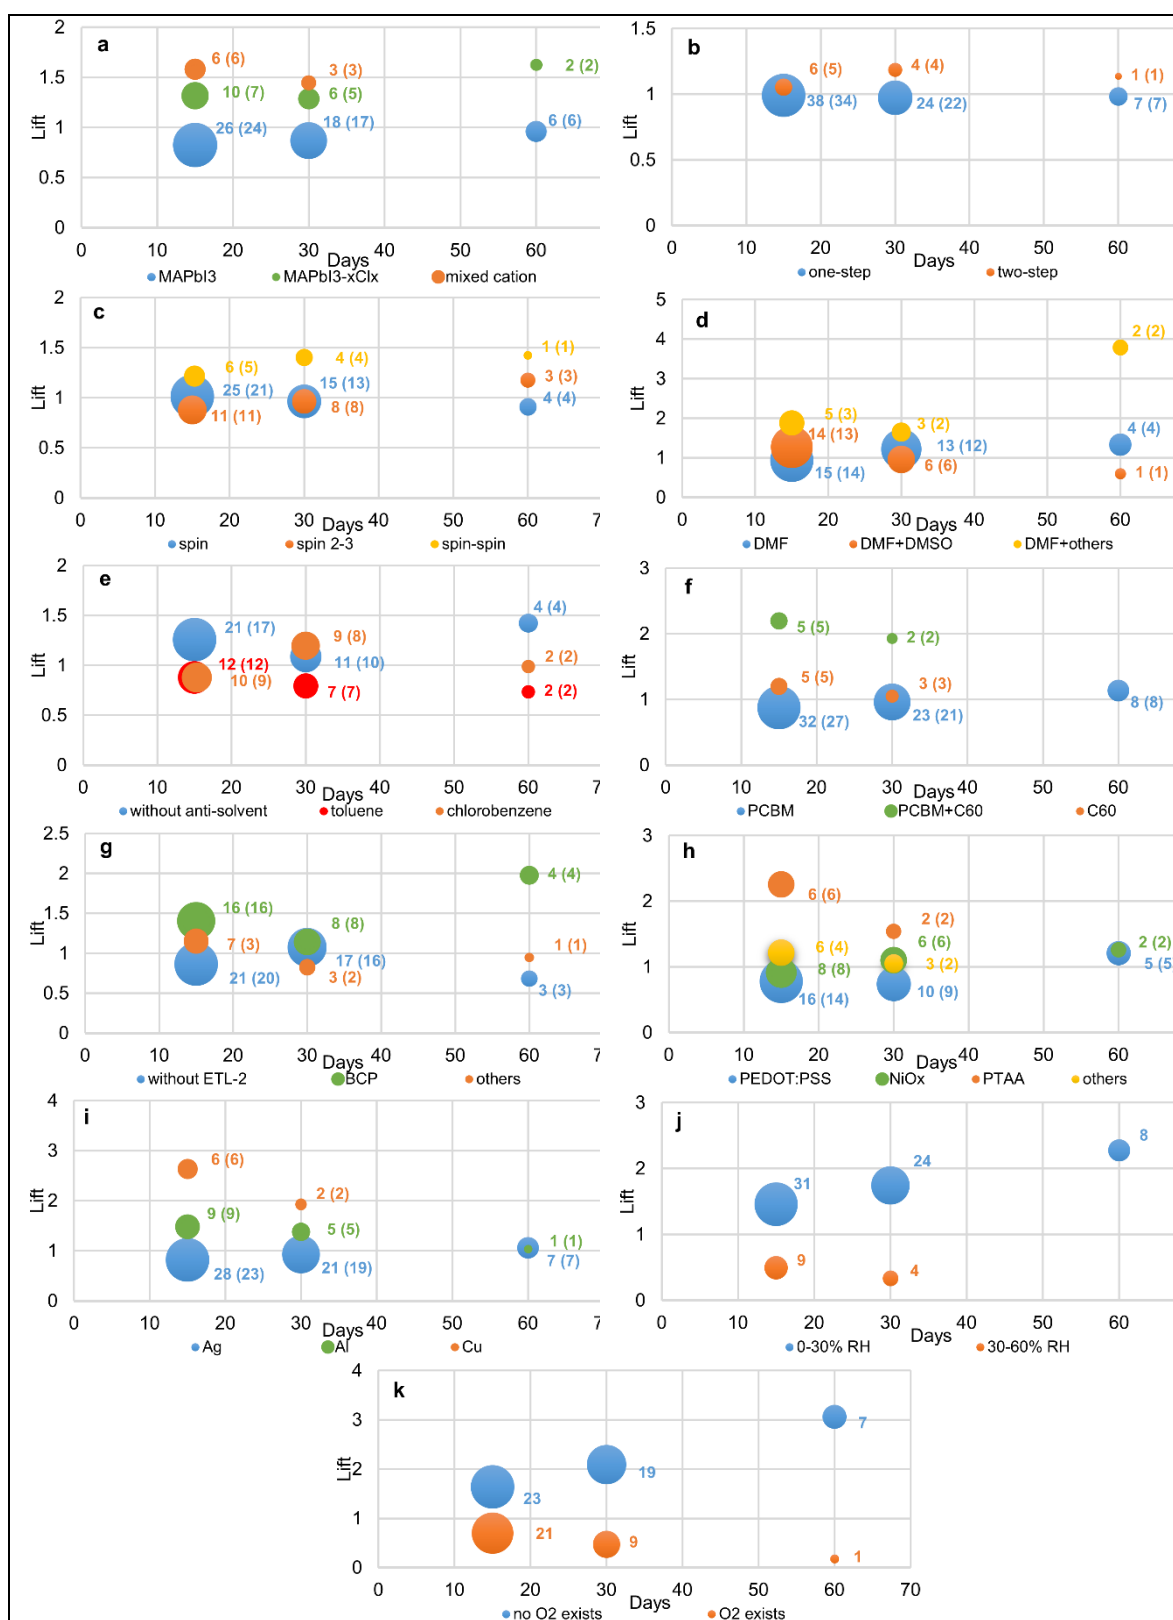 a
2
1.5
1
0.5
0
Lift
6 (6)
3 (3)
2 (2)
10 (7)
6 (5)
26 (24)
18 (17)
6 (6)
0 10 20 30 40 50 60
Days
MAPbI3 MAPbI3-xClx mixed cation
b
1.5
1
0.5
0
Lift
6 (5)
4 (4)
1 (1)
38 (34)
24 (22)
7 (7)
0 10 20 30 40 50 60
Days
one-step two-step
c
2
1.5
1
0.5
0
Lift
6 (5)
4 (4)
1 (1)
25 (21)
15 (13)
3 (3)
11 (11)
8 (8)
4 (4)
0 10 20 30 40 50 60 7
Days
spin spin 2-3 spin-spin
d
5
4
3
2
1
0
Lift
2 (2)
5 (3)
3 (2)
4 (4)
14 (13)
13 (12)
15 (14)
6 (6)
1 (1)
0 10 20 30 40 50 60
Days
DMF DMF+DMSO DMF+others
e
2
1.5
1
0.5
0
Lift
21 (17)
9 (8)
4 (4)
12 (12)
11 (10)
2 (2)
10 (9)
7 (7)
2 (2)
0 10 20 30 40 50 60 7
Days
without anti-solvent toluene chlorobenzene
f
3
2
1
0
Lift
5 (5)
2 (2)
5 (5)
3 (3)
8 (8)
32 (27)
23 (21)
0 10 20 30 40 50 60
Days
PCBM PCBM+C60 C60
g
2.5
2
1.5
1
0.5
0
Lift
4 (4)
16 (16)
8 (8)
7 (3)
17 (16)
1 (1)
21 (20)
3 (2)
3 (3)
0 10 20 30 40 50 60 7
Days
without ETL-2 BCP others
h
3
2
1
0
Lift
6 (6)
2 (2)
6 (4)
6 (6)
2 (2)
8 (8)
3 (2)
5 (5
16 (14)
10 (9)
0 10 20 30 40 50 60
Days
PEDOT:PSS NiOx PTAA others
i
4
3
2
1
0
Lift
6 (6)
2 (2)
9 (9)
5 (5)
1 (1)
28 (23)
21 (19)
7 (7)
0 10 20 30 40 50 60 7
Days
Ag Al Cu
j
3
2
1
0
Lift
8
31
24
9
4
0 10 20 30 40 50 60
Days
0-30% RH 30-60% RH
k
4
3
2
1
0
Lift
7
23
19
21
9
1
0 10 20 30 40 50 60 70
Days
no O2 exists O2 exists